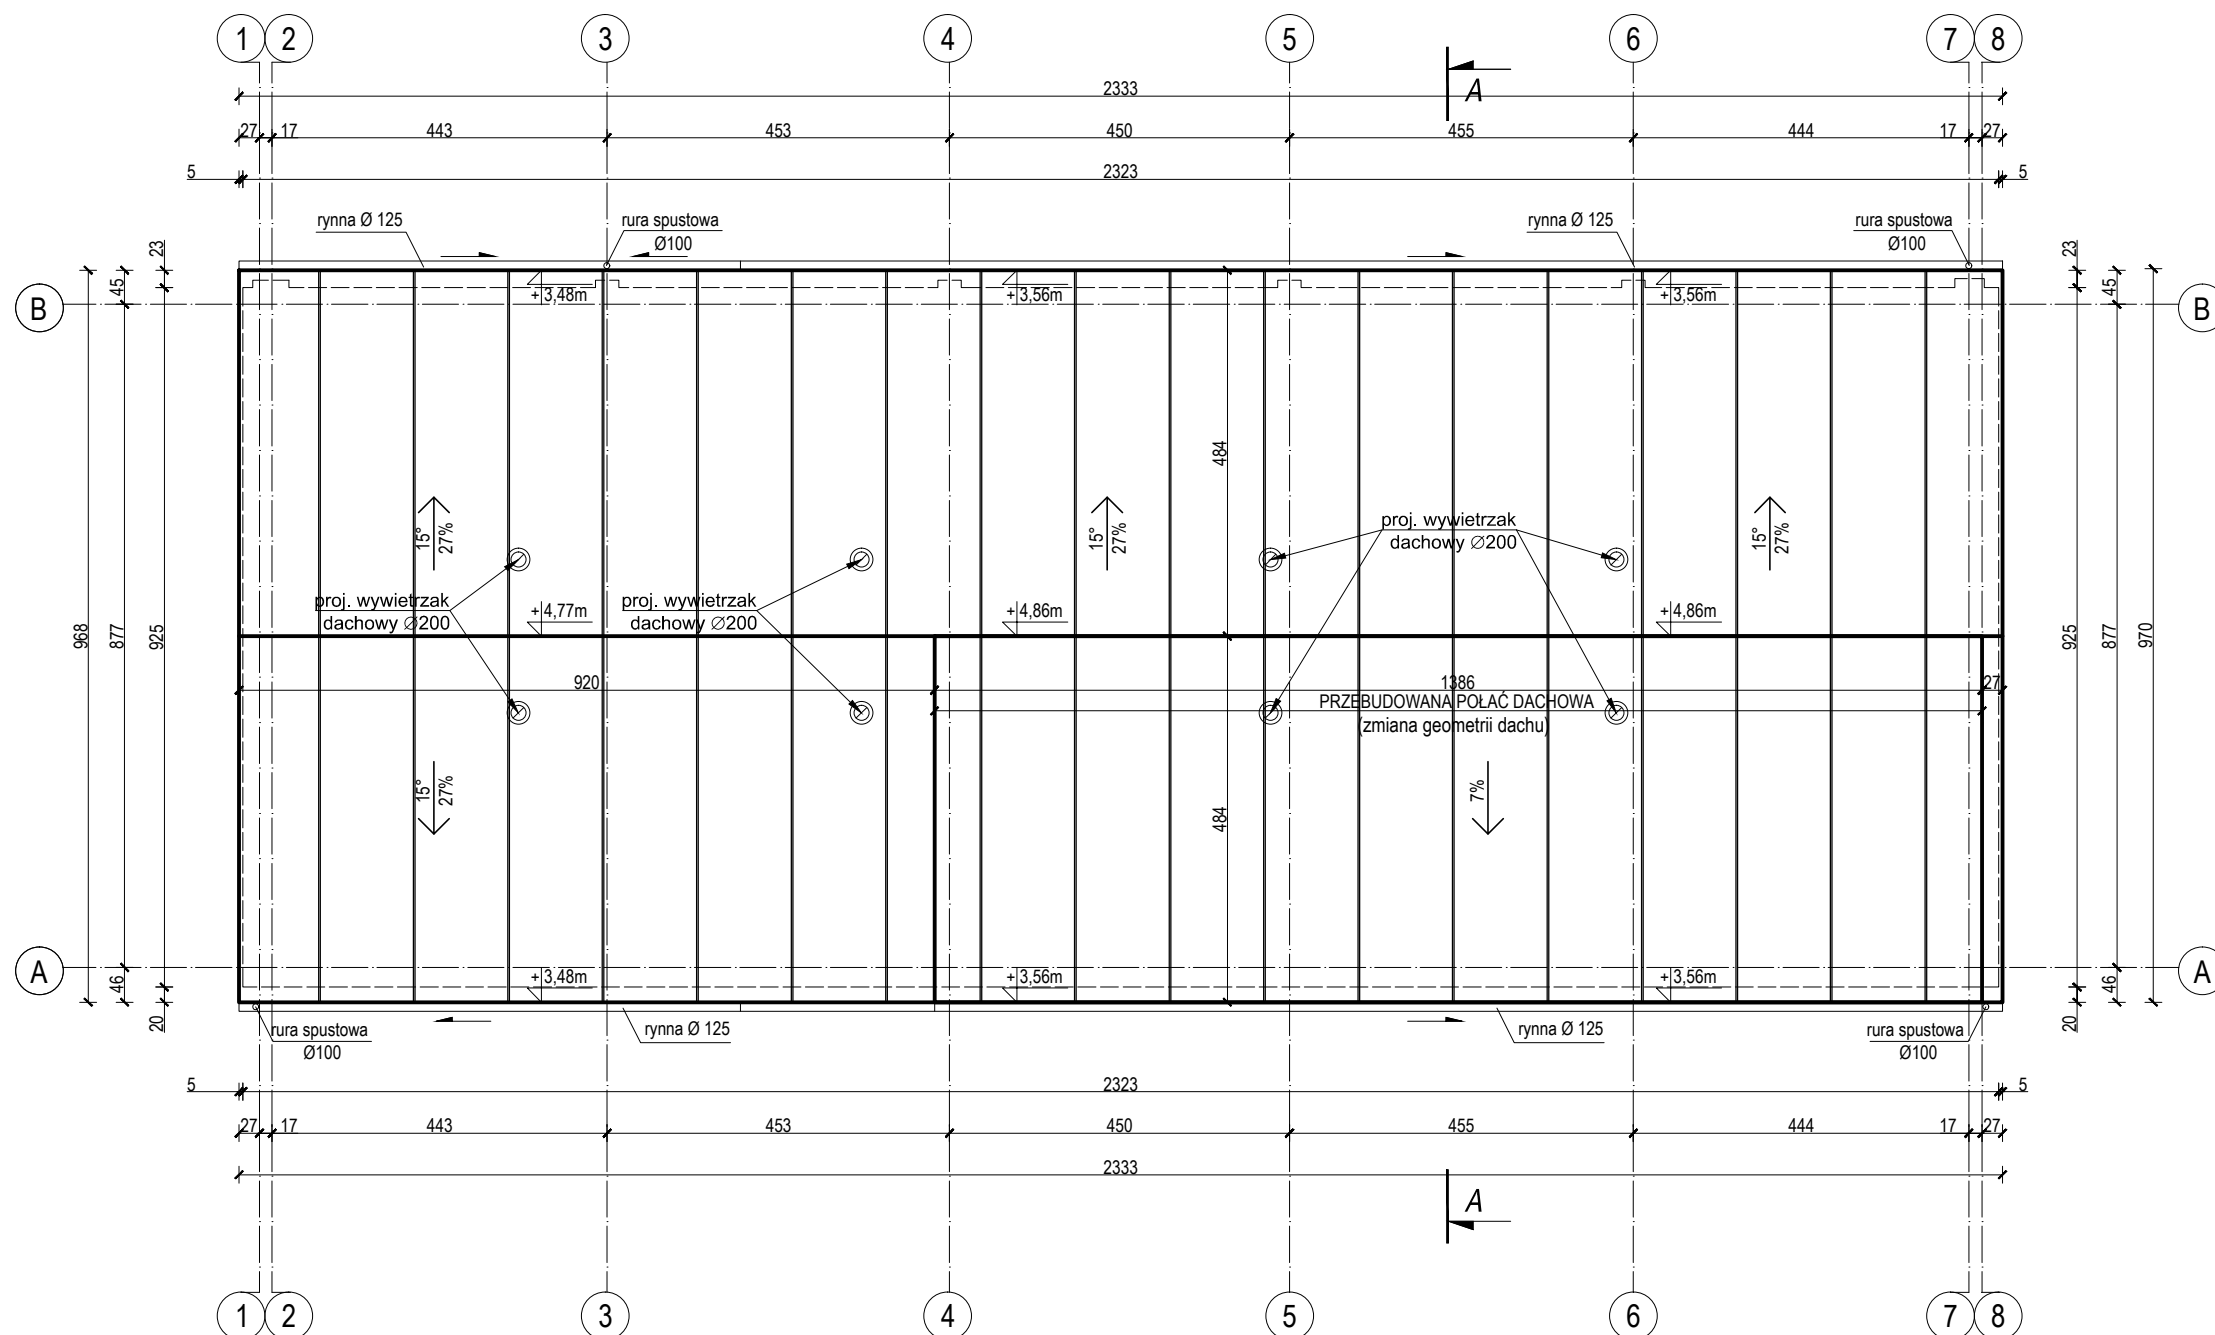 1 2 3 4 5 6 7 8
2333
A
27 17 443 453 450 455 444 17 27
5 2323 5
rynna Ø 125
rura spustowa
Ø100
rynna Ø 125
rura spustowa
Ø100
23 45 23 45
+3,48m +3,56m +3,56m
B B
484
15°
27%
15°
27%
15°
27%
proj. wywietrzak
dachowy ∅200
proj. wywietrzak
dachowy ∅200
proj. wywietrzak
dachowy ∅200
+4,77m +4,86m +4,86m
968 877 925 925 877 970
920 1386 27
PRZEBUDOWANA POŁAĆ DACHOWA
(zmiana geometrii dachu)
15°
27%
484
7%
A A
+3,48m +3,56m +3,56m
46 20 46 20
rura spustowa
Ø100
rynna Ø 125
rynna Ø 125
rura spustowa
Ø100
5 2323 5
27 17 443 453 450 455 444 17 27
2333
A
1 2 3 4 5 6 7 8